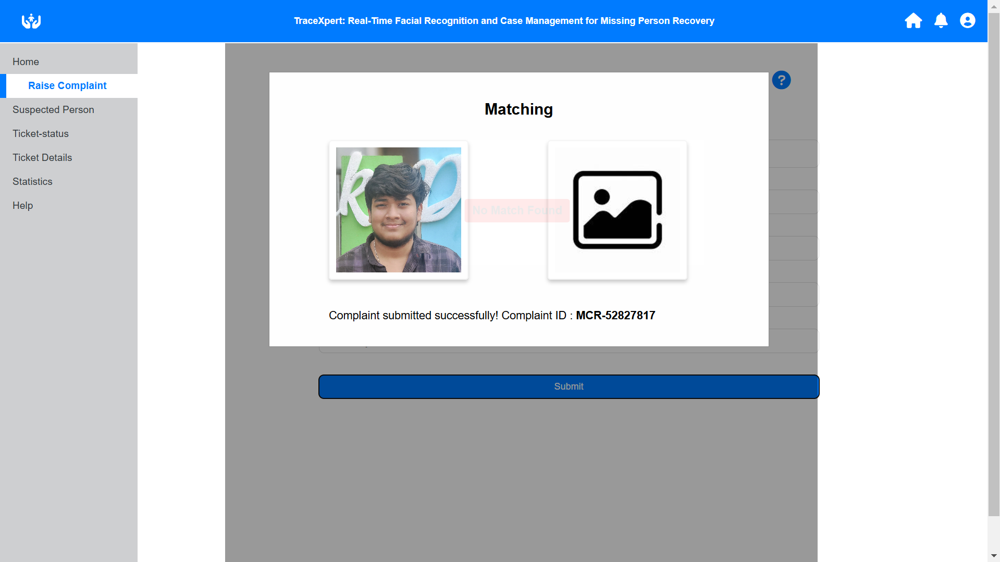 TraceXpert: Real-Time Facial Recognition and Case Management for Missing Person Recovery
Home
Raise Complaint
Suspected Person
Ticket-status
Ticket Details
Statistics
Help
?
Matching
No Match Found
Complaint submitted successfully! Complaint ID : MCR-52827817
Submit